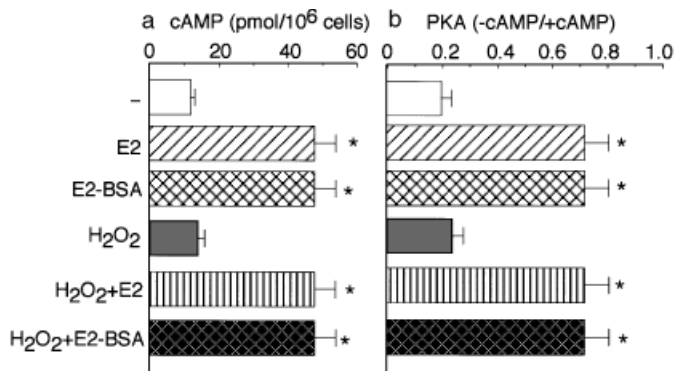 a cAMP (pmol/10⁶ cells) b PKA (-cAMP/+cAMP)
0 20 40 60 0 0.2 0.4 0.6 0.8 1.0
–
E2 * *
E2-BSA * *
H₂O₂
H₂O₂+E2 * *
H₂O₂+E2-BSA * *